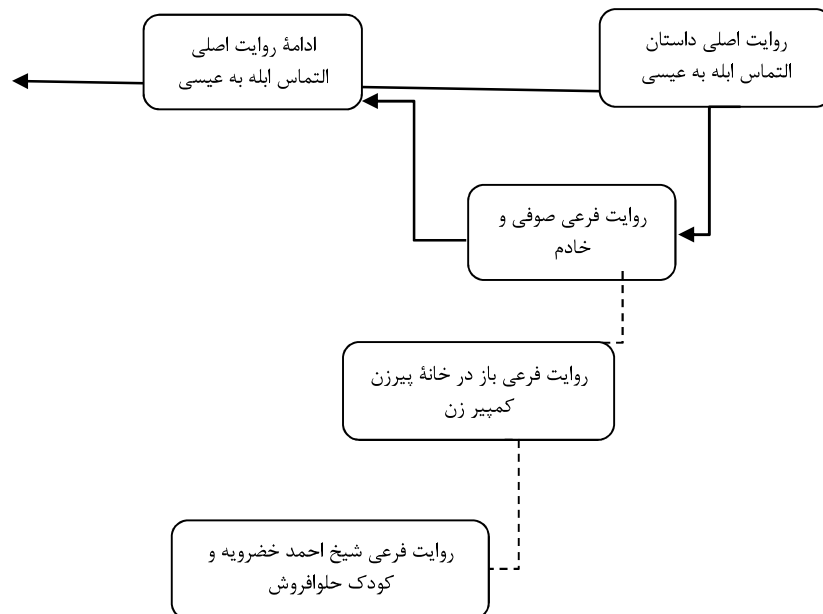 روایت اصلی داستان
التماس ابله به عیسی
ادامهٔ روایت اصلی
التماس ابله به عیسی
روایت فرعی صوفی و
خادم
روایت فرعی باز در خانهٔ پیرزن
کمپیر زن
روایت فرعی شیخ احمد خضرویه و
کودک حلوافروش